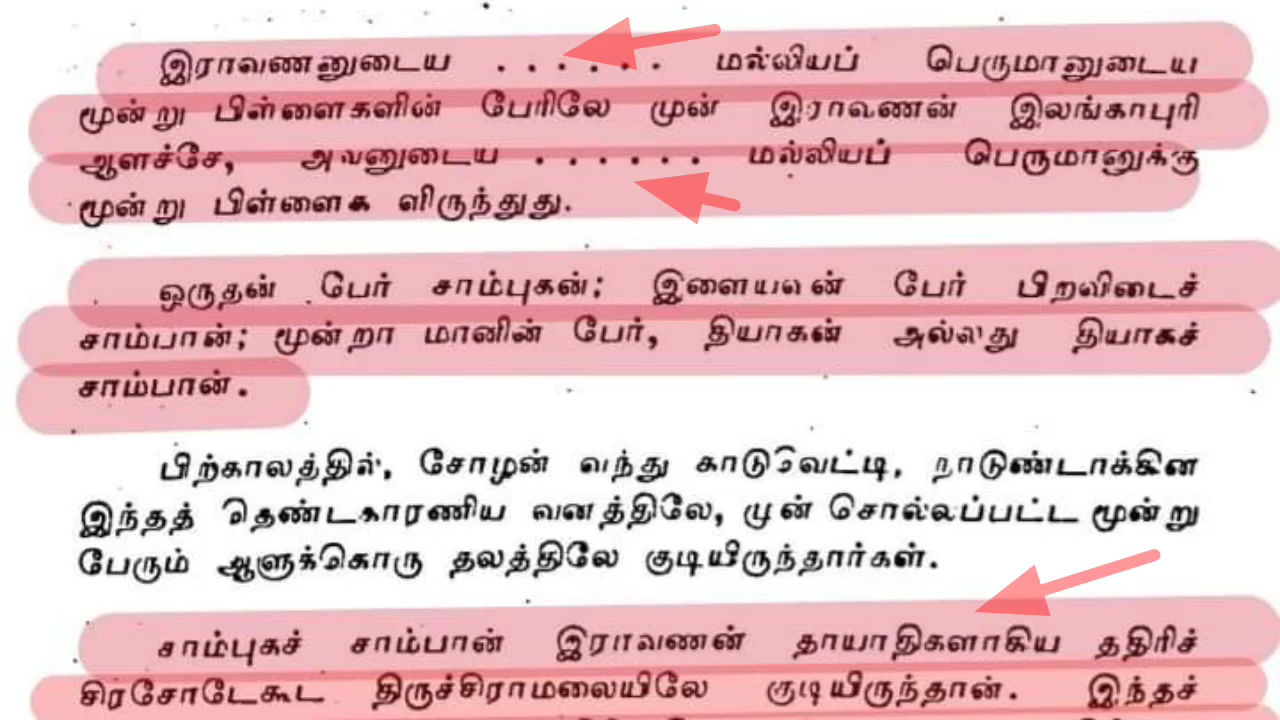 இராவணனுடைய . . . . . . மல்லியப் பெருமானுடைய
மூன்று பிள்ளைகளின் பேரிலே முன் இராவணன் இலங்காபுரி
ஆளச்சே, அவனுடைய . . . . . . மல்லியப் பெருமானுக்கு
மூன்று பிள்ளைக ளிருந்துது.
ஒருதன் பேர் சாம்புகன்; இளையவன் பேர் பிறவிடைச்
சாம்பான்; மூன்றா மானின் பேர், தியாகன் அல்லது தியாகச்
சாம்பான்.
பிற்காலத்தில், சோழன் வந்து காடுவெட்டி, நாடுண்டாக்கின
இந்தத் தெண்டகாரணிய வனத்திலே, முன் சொல்லப்பட்ட மூன்று
பேரும் ஆளுக்கொரு தலத்திலே குடியிருந்தார்கள்.
சாம்புகச் சாம்பான் இராவணன் தாயாதிகளாகிய ததிரிச்
சிரசோடேகூட திருச்சிராமலையிலே குடியிருந்தான். இந்தச்